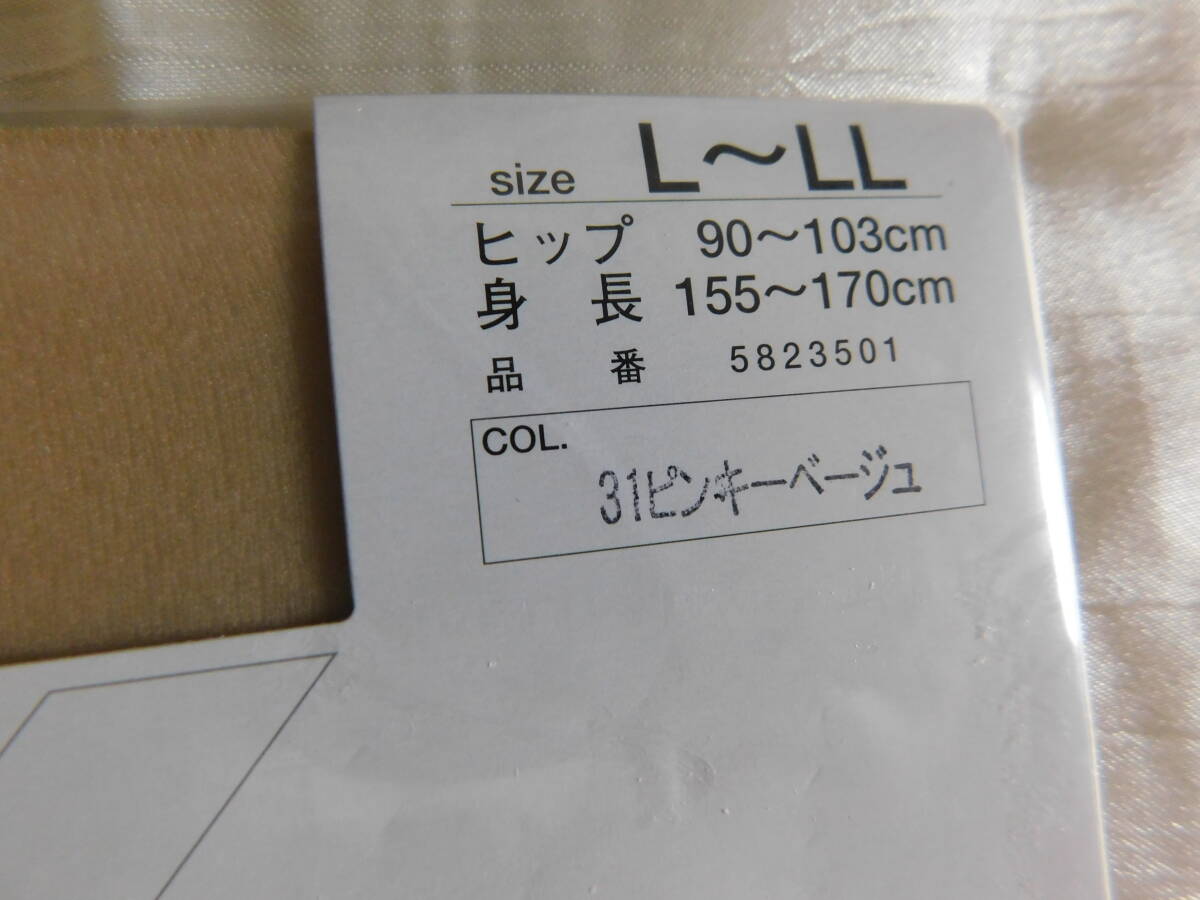 size L～LL
ヒップ 90～103cm
身長 155～170cm
品番 5823501
COL.
31ピンキーベージュ